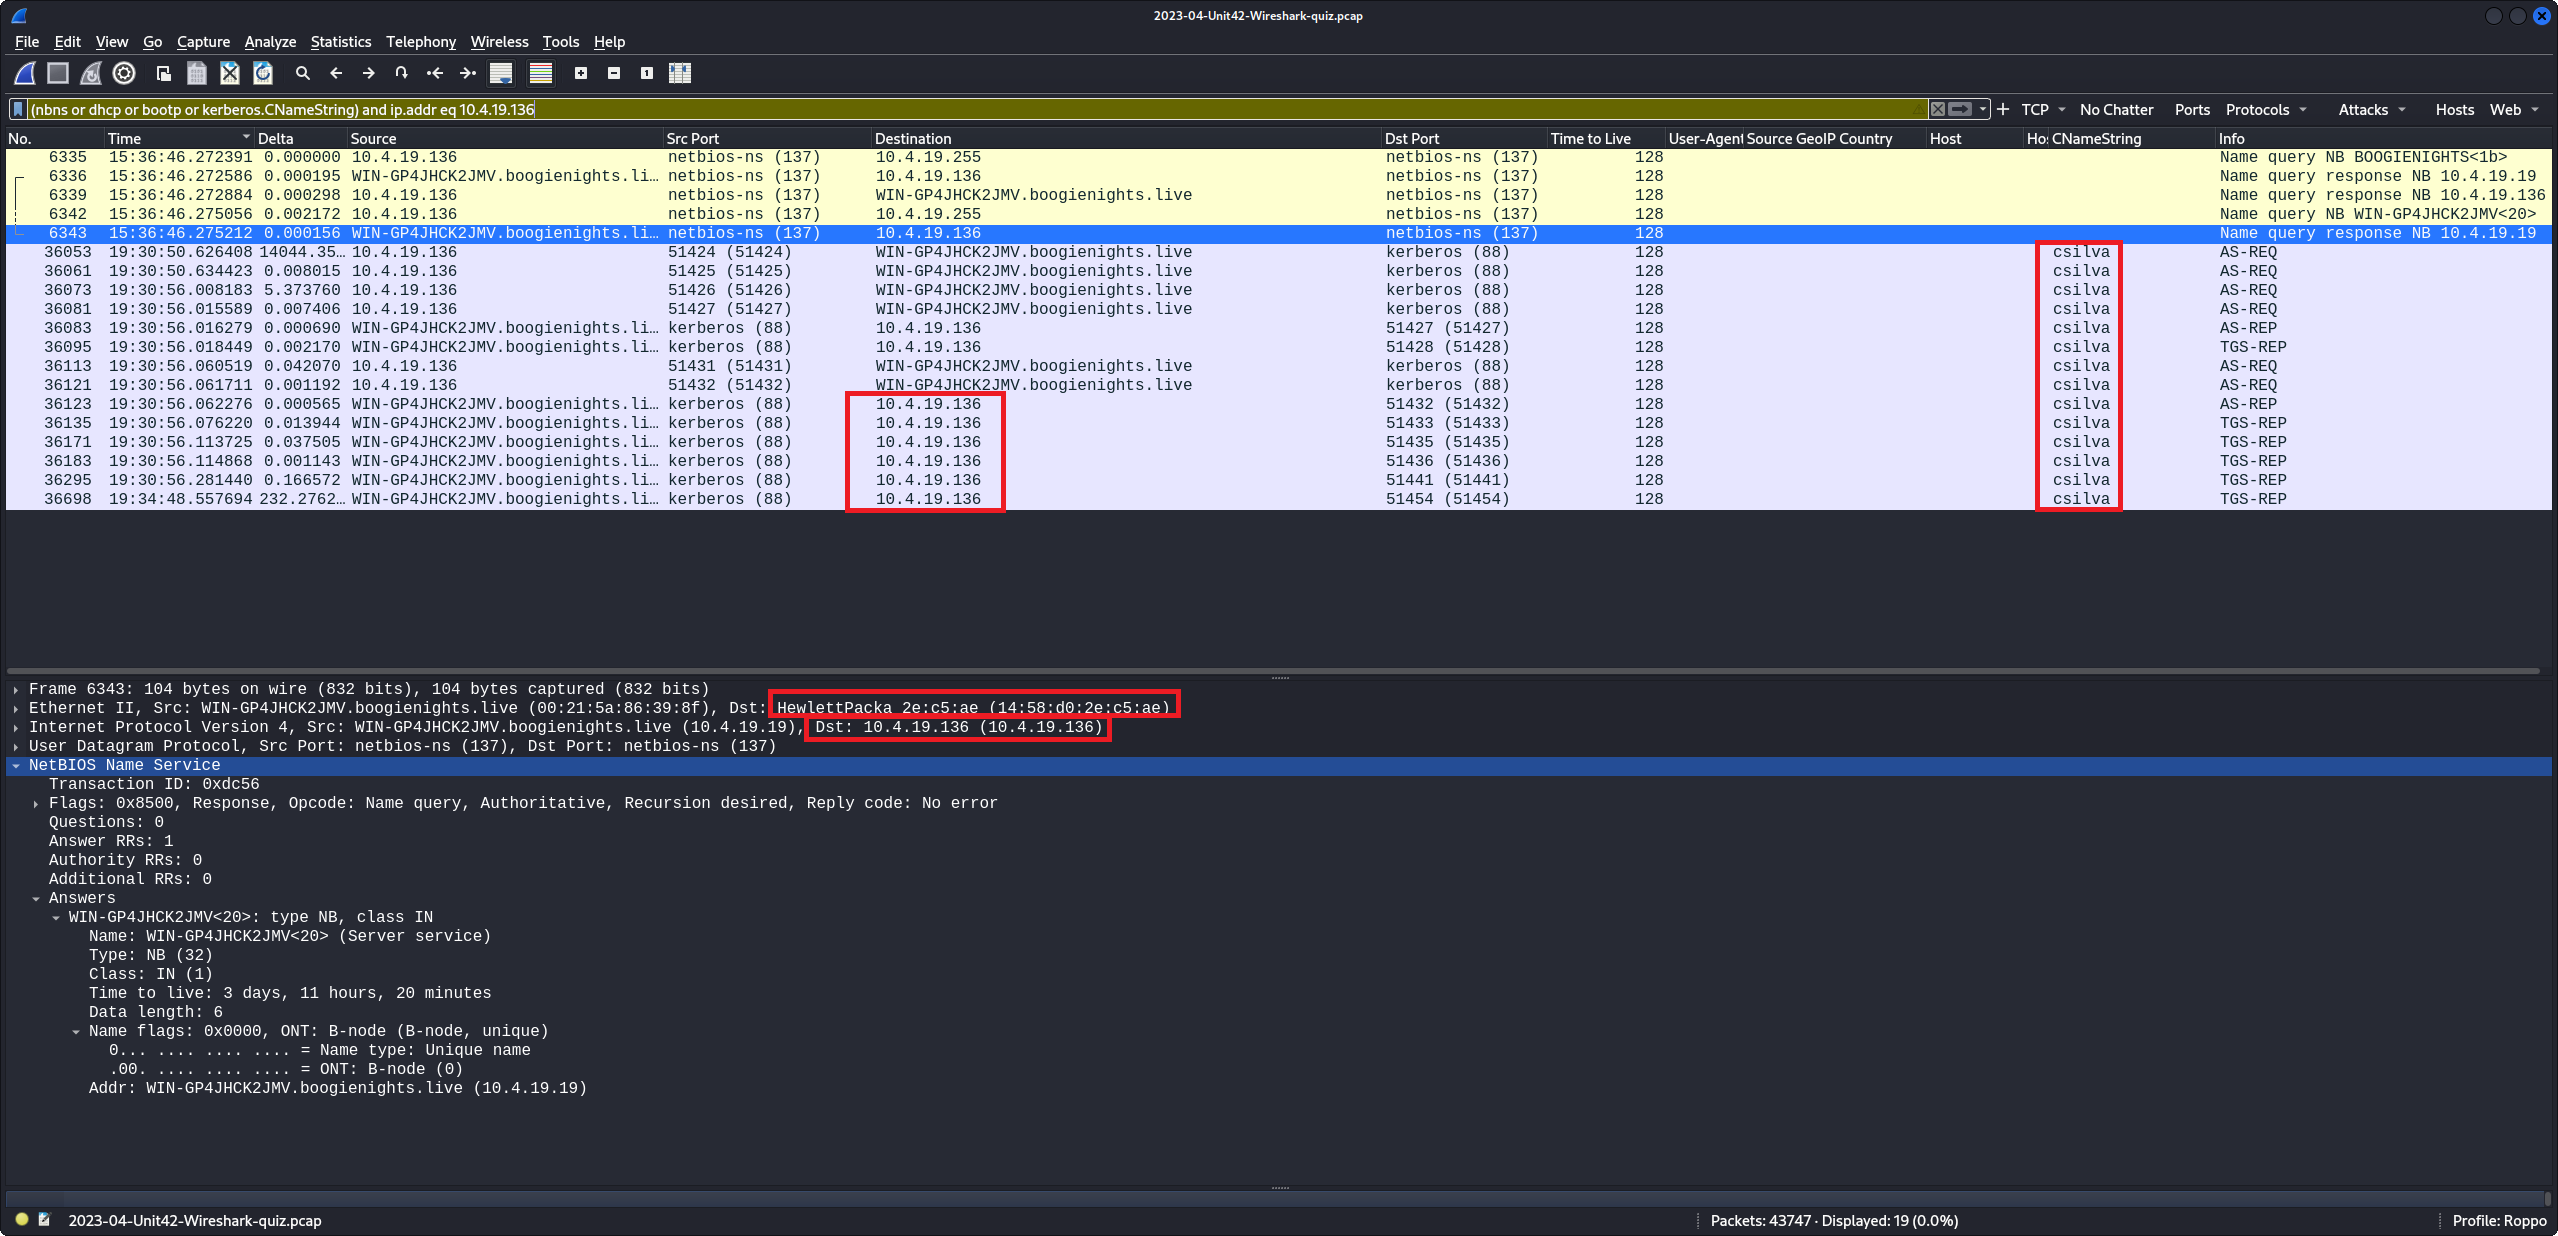 2023-04-Unit42-Wireshark-quiz.pcap
File Edit View Go Capture Analyze Statistics Telephony Wireless Tools Help
(nbns or dhcp or bootp or kerberos.CNameString) and ip.addr eq 10.4.19.136 TCP No Chatter Ports Protocols Attacks Hosts Web
No. Time Delta Source Src Port Destination Dst Port Time to Live User-Agent Source GeoIP Country Host Ho: CNameString Info
6335 15:36:46.272391 0.000000 10.4.19.136 netbios-ns (137) 10.4.19.255 netbios-ns (137) 128 Name query NB BOOGIENIGHTS<1b>
6336 15:36:46.272586 0.000195 WIN-GP4JHCK2JMV.boogienights.li… netbios-ns (137) 10.4.19.136 netbios-ns (137) 128 Name query response NB 10.4.19.19
6339 15:36:46.272884 0.000298 10.4.19.136 netbios-ns (137) WIN-GP4JHCK2JMV.boogienights.live netbios-ns (137) 128 Name query response NB 10.4.19.136
6342 15:36:46.275056 0.002172 10.4.19.136 netbios-ns (137) 10.4.19.255 netbios-ns (137) 128 Name query NB WIN-GP4JHCK2JMV<20>
6343 15:36:46.275212 0.000156 WIN-GP4JHCK2JMV.boogienights.li… netbios-ns (137) 10.4.19.136 netbios-ns (137) 128 Name query response NB 10.4.19.19
36053 19:30:50.626408 14044.35… 10.4.19.136 51424 (51424) WIN-GP4JHCK2JMV.boogienights.live kerberos (88) 128 csilva AS-REQ
36061 19:30:50.634423 0.008015 10.4.19.136 51425 (51425) WIN-GP4JHCK2JMV.boogienights.live kerberos (88) 128 csilva AS-REQ
36073 19:30:56.008183 5.373760 10.4.19.136 51426 (51426) WIN-GP4JHCK2JMV.boogienights.live kerberos (88) 128 csilva AS-REQ
36081 19:30:56.015589 0.007406 10.4.19.136 51427 (51427) WIN-GP4JHCK2JMV.boogienights.live kerberos (88) 128 csilva AS-REQ
36083 19:30:56.016279 0.000690 WIN-GP4JHCK2JMV.boogienights.li… kerberos (88) 10.4.19.136 51427 (51427) 128 csilva AS-REP
36095 19:30:56.018449 0.002170 WIN-GP4JHCK2JMV.boogienights.li… kerberos (88) 10.4.19.136 51428 (51428) 128 csilva TGS-REP
36113 19:30:56.060519 0.042070 10.4.19.136 51431 (51431) WIN-GP4JHCK2JMV.boogienights.live kerberos (88) 128 csilva AS-REQ
36121 19:30:56.061711 0.001192 10.4.19.136 51432 (51432) WIN-GP4JHCK2JMV.boogienights.live kerberos (88) 128 csilva AS-REQ
36123 19:30:56.062276 0.000565 WIN-GP4JHCK2JMV.boogienights.li… kerberos (88) 10.4.19.136 51432 (51432) 128 csilva AS-REP
36135 19:30:56.076220 0.013944 WIN-GP4JHCK2JMV.boogienights.li… kerberos (88) 10.4.19.136 51433 (51433) 128 csilva TGS-REP
36171 19:30:56.113725 0.037505 WIN-GP4JHCK2JMV.boogienights.li… kerberos (88) 10.4.19.136 51435 (51435) 128 csilva TGS-REP
36183 19:30:56.114868 0.001143 WIN-GP4JHCK2JMV.boogienights.li… kerberos (88) 10.4.19.136 51436 (51436) 128 csilva TGS-REP
36295 19:30:56.281440 0.166572 WIN-GP4JHCK2JMV.boogienights.li… kerberos (88) 10.4.19.136 51441 (51441) 128 csilva TGS-REP
36698 19:34:48.557694 232.2762… WIN-GP4JHCK2JMV.boogienights.li… kerberos (88) 10.4.19.136 51454 (51454) 128 csilva TGS-REP
Frame 6343: 104 bytes on wire (832 bits), 104 bytes captured (832 bits)
Ethernet II, Src: WIN-GP4JHCK2JMV.boogienights.live (00:21:5a:86:39:8f), Dst: HewlettPacka_2e:c5:ae (14:58:d0:2e:c5:ae)
Internet Protocol Version 4, Src: WIN-GP4JHCK2JMV.boogienights.live (10.4.19.19), Dst: 10.4.19.136 (10.4.19.136)
User Datagram Protocol, Src Port: netbios-ns (137), Dst Port: netbios-ns (137)
NetBIOS Name Service
Transaction ID: 0xdc56
Flags: 0x8500, Response, Opcode: Name query, Authoritative, Recursion desired, Reply code: No error
Questions: 0
Answer RRs: 1
Authority RRs: 0
Additional RRs: 0
Answers
WIN-GP4JHCK2JMV<20>: type NB, class IN
Name: WIN-GP4JHCK2JMV<20> (Server service)
Type: NB (32)
Class: IN (1)
Time to live: 3 days, 11 hours, 20 minutes
Data length: 6
Name flags: 0x0000, ONT: B-node (B-node, unique)
0... .... .... .... = Name type: Unique name
.00. .... .... .... = ONT: B-node (0)
Addr: WIN-GP4JHCK2JMV.boogienights.live (10.4.19.19)
2023-04-Unit42-Wireshark-quiz.pcap Packets: 43747 · Displayed: 19 (0.0%) Profile: Roppo